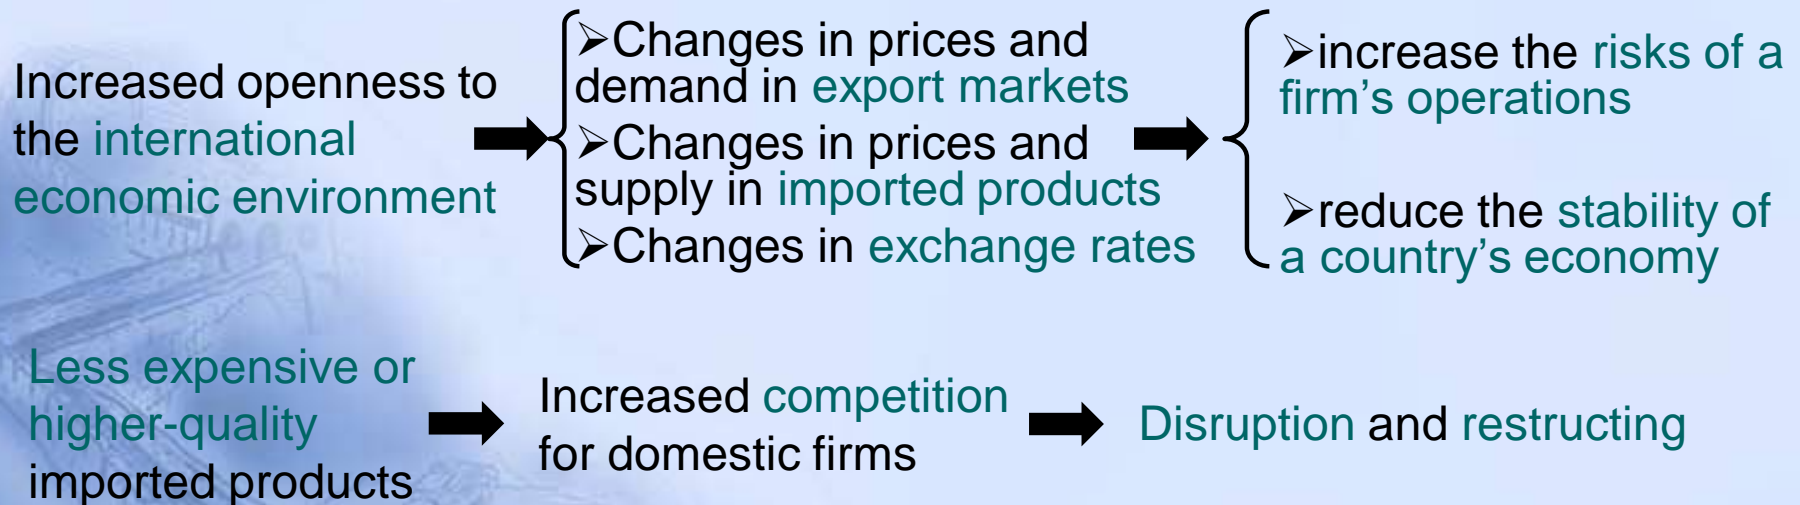 Increased openness to
the international
economic environment
➢Changes in prices and
demand in export markets
➢Changes in prices and
supply in imported products
➢Changes in exchange rates
➢increase the risks of a
firm’s operations
➢reduce the stability of
a country’s economy
Less expensive or
higher-quality
imported products
Increased competition
for domestic firms
Disruption and restructing